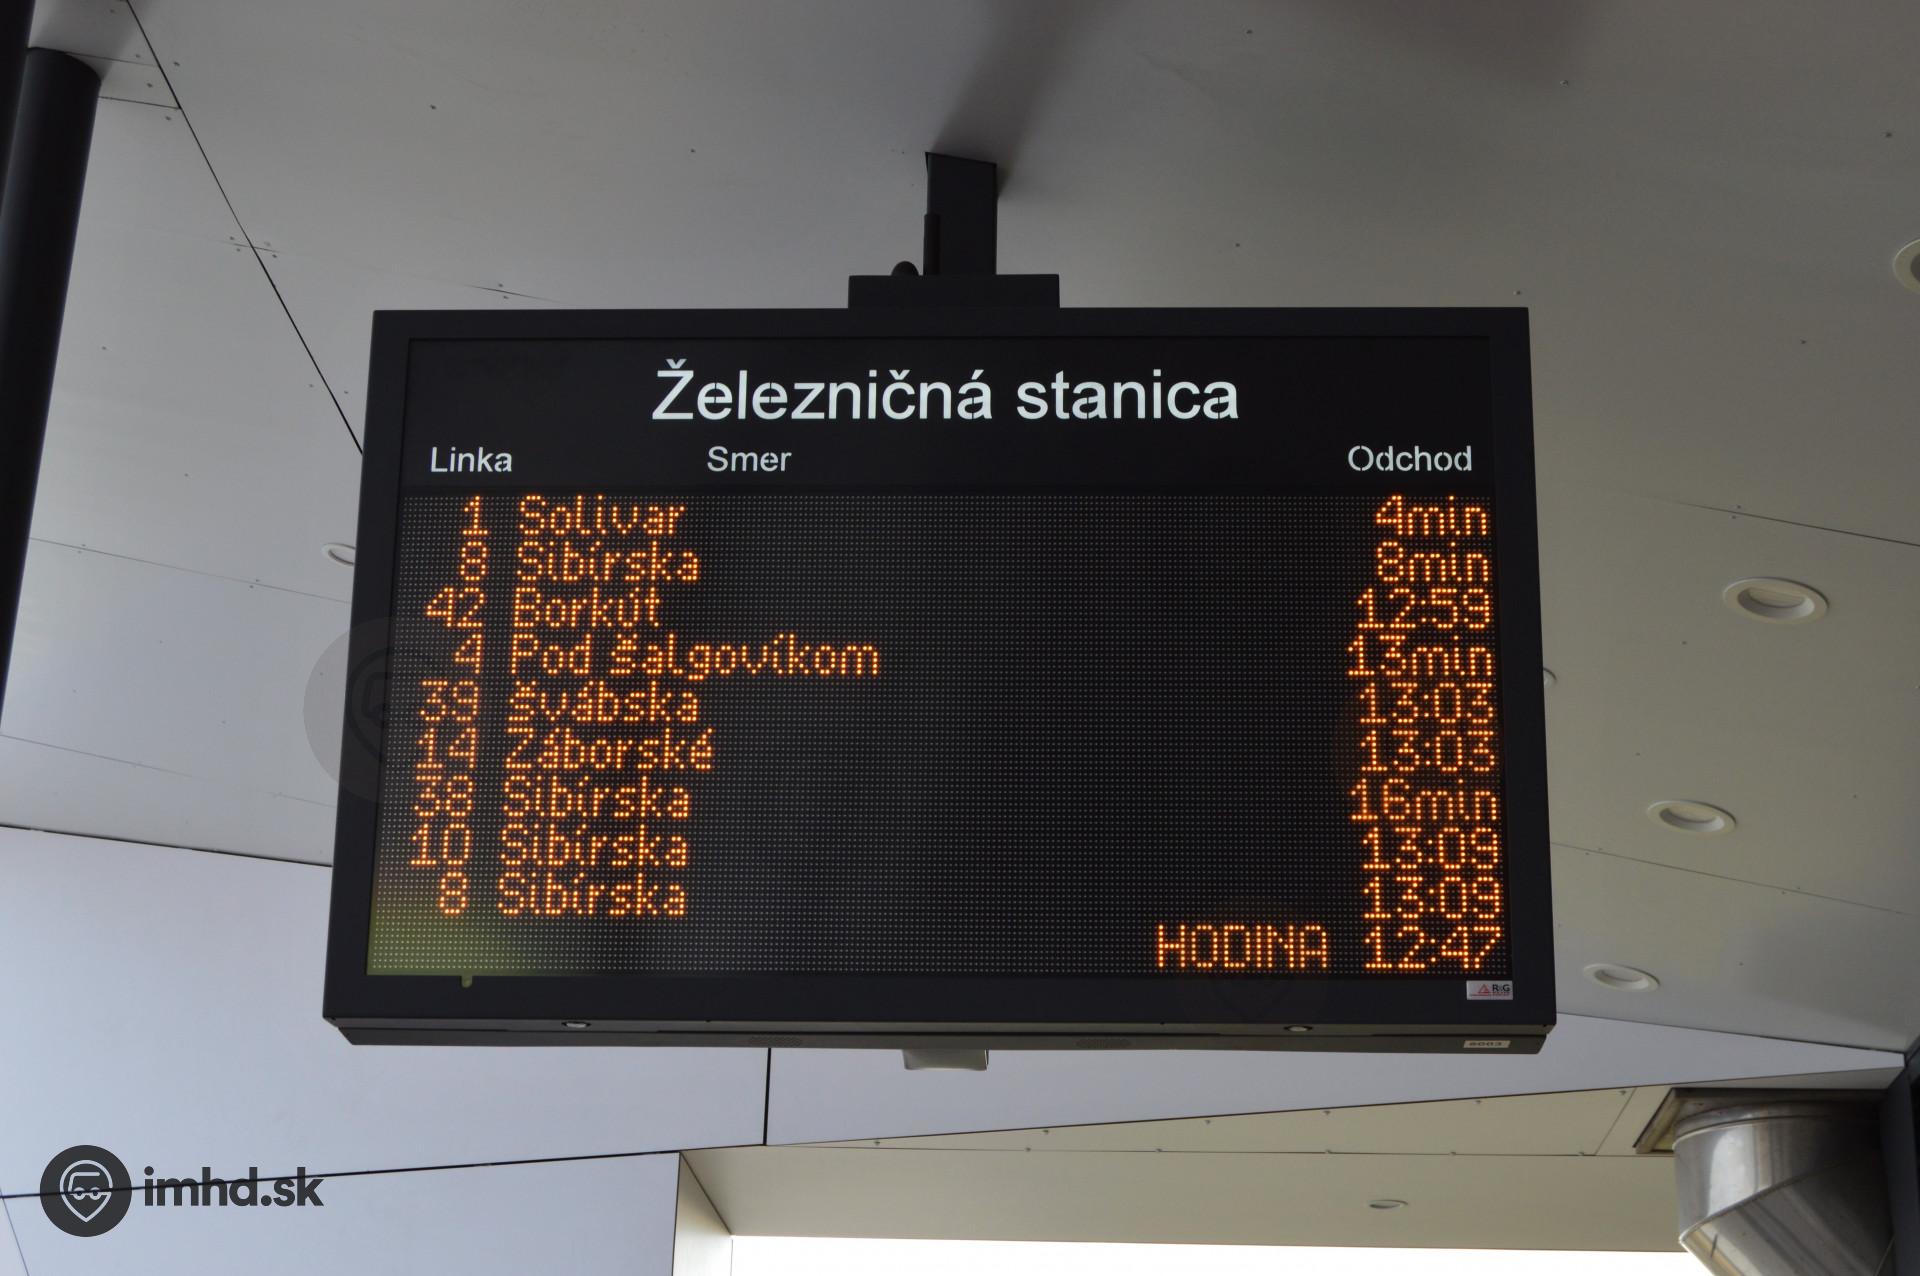 Železničná stanica
Linka Smer Odchod
1 Solivar 4min
8 Sibírska 8min
42 Borkút 12:59
4 Pod šalgovíkom 13min
39 švábska 13:03
14 Záborské 13:03
38 Sibírska 16min
10 Sibírska 13:09
8 Sibírska 13:09
HODINA 12:47
R&G
6003
imhd.sk